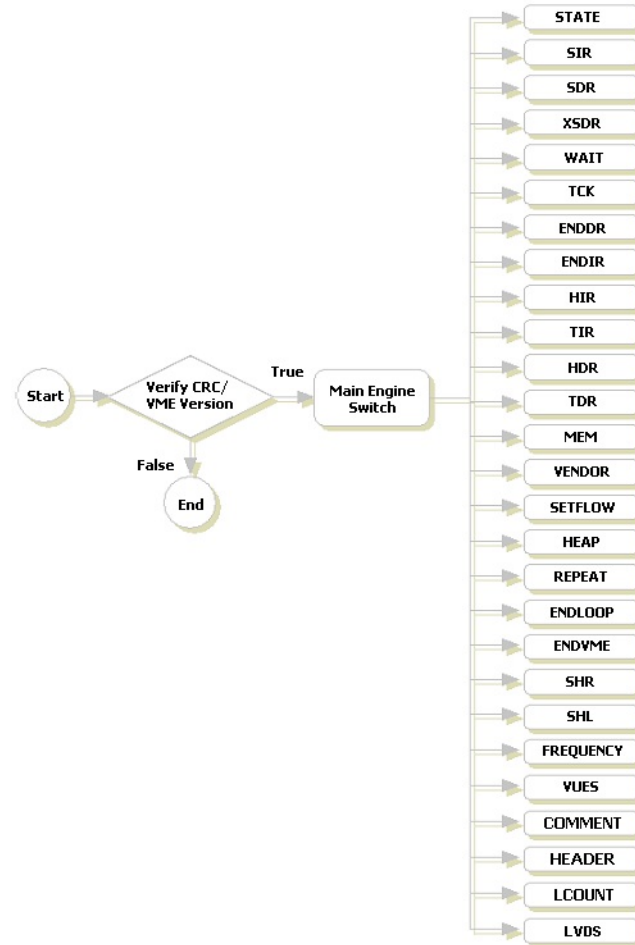 Start
Verify CRC/
VME Version
True
False
End
Main Engine
Switch
STATE
SIR
SDR
XSDR
WAIT
TCK
ENDDR
ENDIR
HIR
TIR
HDR
TDR
MEM
VENDOR
SETFLOW
HEAP
REPEAT
ENDLOOP
ENDVME
SHR
SHL
FREQUENCY
VUES
COMMENT
HEADER
LCOUNT
LVDS